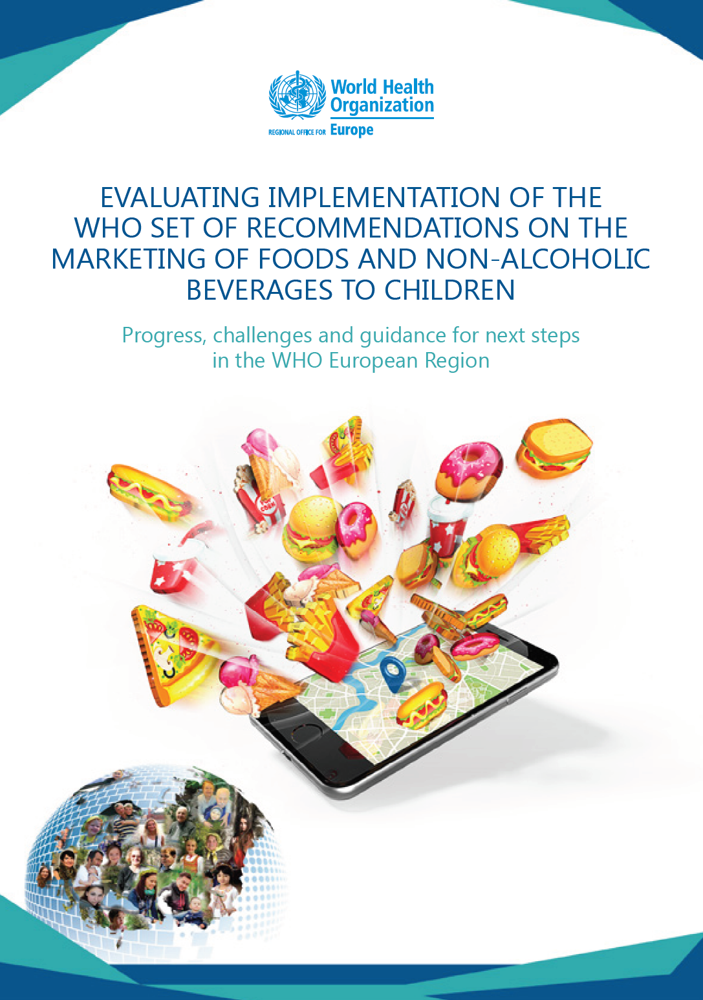 World Health
Organization
REGIONAL OFFICE FOR Europe
EVALUATING IMPLEMENTATION OF THE
WHO SET OF RECOMMENDATIONS ON THE
MARKETING OF FOODS AND NON-ALCOHOLIC
BEVERAGES TO CHILDREN
Progress, challenges and guidance for next steps
in the WHO European Region
POP
CORN